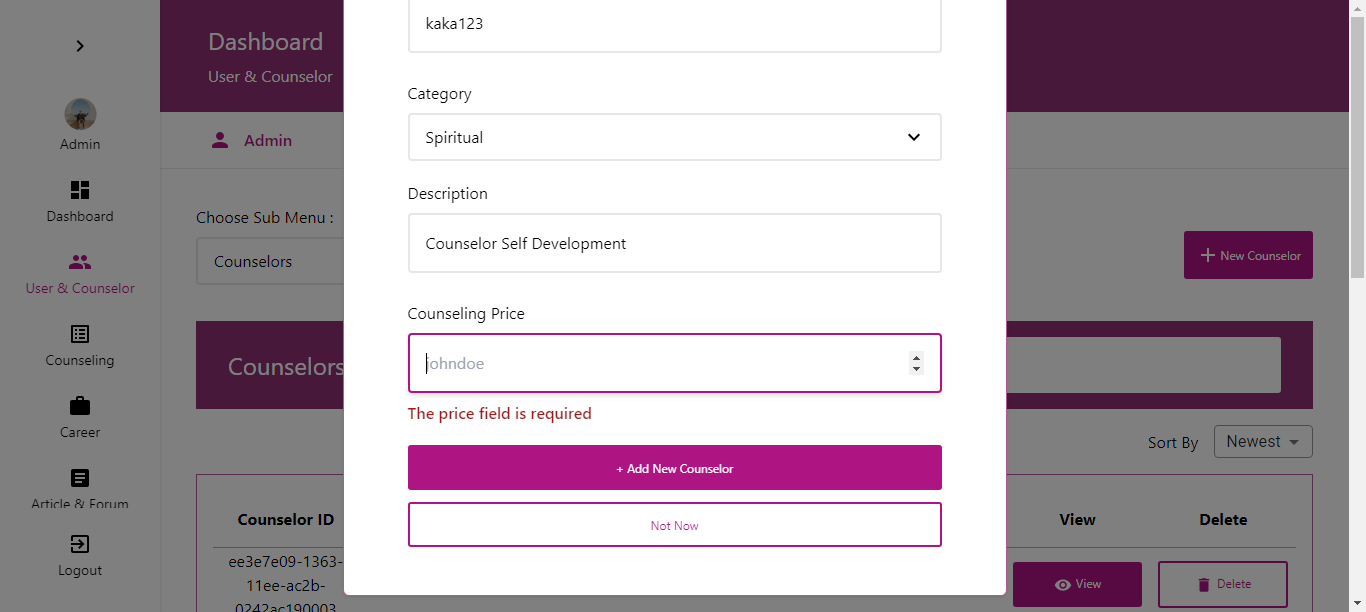 Dashboard
User & Counselor
Admin
Dashboard
User & Counselor
Counseling
Career
Article & Forum
Logout
Admin
Choose Sub Menu :
Counselors
New Counselor
Counselors
Sort By
Newest
Counselor ID
View
Delete
ee3e7e09-1363-
11ee-ac2b-
0242ac190003
View
Delete
kaka123
Category
Spiritual
Description
Counselor Self Development
Counseling Price
johndoe
The price field is required
+ Add New Counselor
Not Now